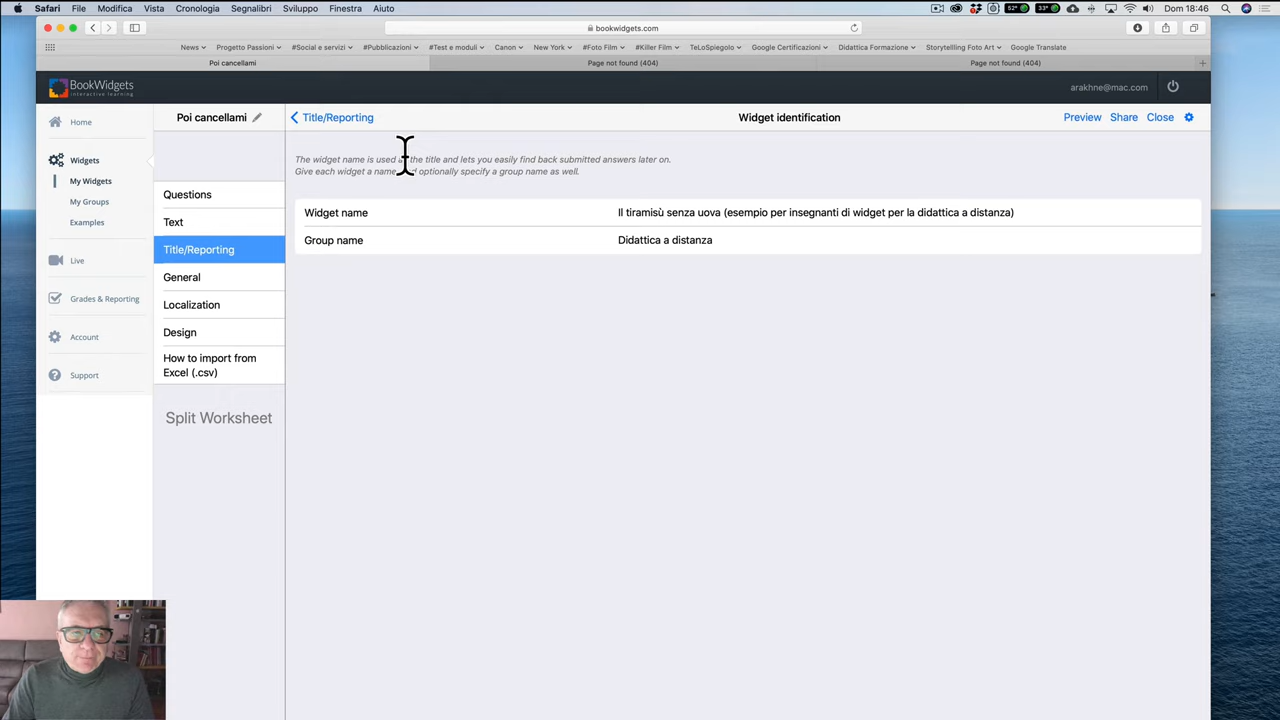 Safari File Modifica Vista Cronologia Segnalibri Sviluppo Finestra Aiuto 52° 33° Dom 18:46
bookwidgets.com
News Progetto Passioni #Social e servizi #Pubblicazioni #Test e moduli Canon New York #Foto Film #Killer Film TeLoSpiegolo Google Certificazioni Didattica Formazione Storytelling Foto Art Google Translate
Poi cancellami Page not found (404) Page not found (404)
BookWidgets arakhne@mac.com
interactive learning
Home
Widgets
My Widgets
My Groups
Examples
Live
Grades & Reporting
Account
Support
Poi cancellami
Questions
Text
Title/Reporting
General
Localization
Design
How to import from
Excel (.csv)
Split Worksheet
Title/Reporting Widget identification Preview Share Close
The widget name is used as the title and lets you easily find back submitted answers later on.
Give each widget a name and optionally specify a group name as well.
Widget name Il tiramisù senza uova (esempio per insegnanti di widget per la didattica a distanza)
Group name Didattica a distanza